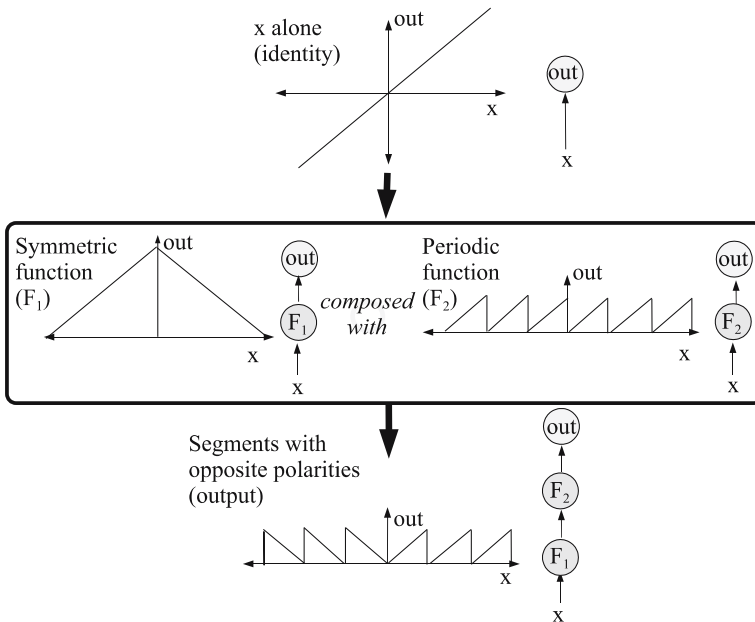 x alone
(identity)
out
x
out
x
Symmetric
function
(F₁)
out
x
out
F₁
x
composed
with
Periodic
function
(F₂)
out
x
out
F₂
x
Segments with
opposite polarities
(output)
out
x
out
F₂
F₁
x